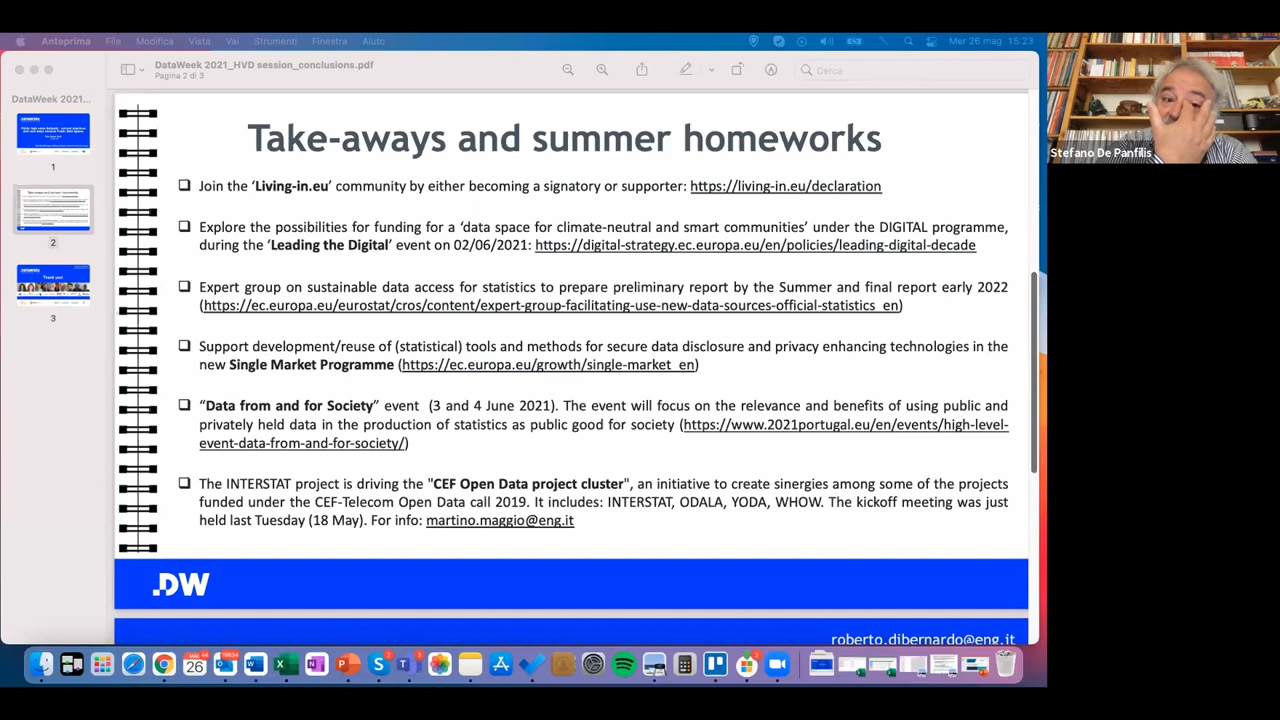 Anteprima File Modifica Vista Vai Strumenti Finestra Aiuto Mer 26 mag 15:23
DataWeek 2021_HVD session_conclusions.pdf
Pagina 2 di 3
Cerca
DataWeek 2021...
1
2
3
Take-aways and summer homeworks
Join the ‘Living-in.eu’ community by either becoming a signatory or supporter: https://living-in.eu/declaration
Explore the possibilities for funding for a ‘data space for climate-neutral and smart communities’ under the DIGITAL programme,
during the ‘Leading the Digital’ event on 02/06/2021: https://digital-strategy.ec.europa.eu/en/policies/leading-digital-decade
Expert group on sustainable data access for statistics to prepare preliminary report by the Summer and final report early 2022
(https://ec.europa.eu/eurostat/cros/content/expert-group-facilitating-use-new-data-sources-official-statistics_en)
Support development/reuse of (statistical) tools and methods for secure data disclosure and privacy enhancing technologies in the
new Single Market Programme (https://ec.europa.eu/growth/single-market_en)
“Data from and for Society” event (3 and 4 June 2021). The event will focus on the relevance and benefits of using public and
privately held data in the production of statistics as public good for society (https://www.2021portugal.eu/en/events/high-level-
event-data-from-and-for-society/)
The INTERSTAT project is driving the "CEF Open Data project cluster", an initiative to create sinergies among some of the projects
funded under the CEF-Telecom Open Data call 2019. It includes: INTERSTAT, ODALA, YODA, WHOW. The kickoff meeting was just
held last Tuesday (18 May). For info: martino.maggio@eng.it
.DW
roberto.dibernardo@eng.it
Stefano De Panfilis